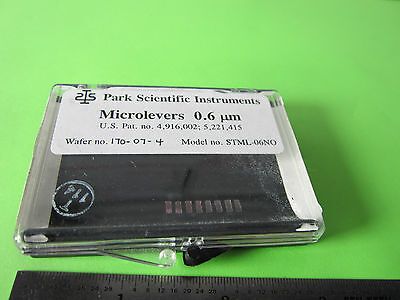 PSI Park Scientific Instruments
Microlevers 0.6 µm
U.S. Pat. no. 4,916,002; 5,221,415
Wafer no. 170-07-4 Model no. STML-06NO